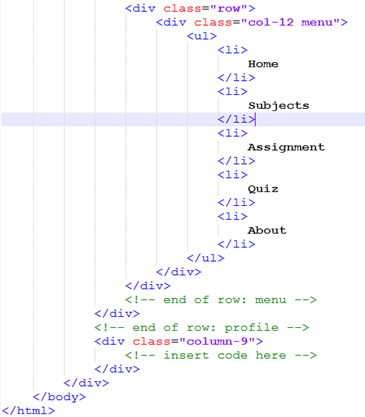 <div class="row">
<div class="col-12 menu">
<ul>
<li>
Home
</li>
<li>
Subjects
</li>
<li>
Assignment
</li>
<li>
Quiz
</li>
<li>
About
</li>
</ul>
</div>
</div>
<!-- end of row: menu -->
</div>
<!-- end of row: profile -->
<div class="column-9">
<!-- insert code here -->
</div>
</div>
</body>
</html>